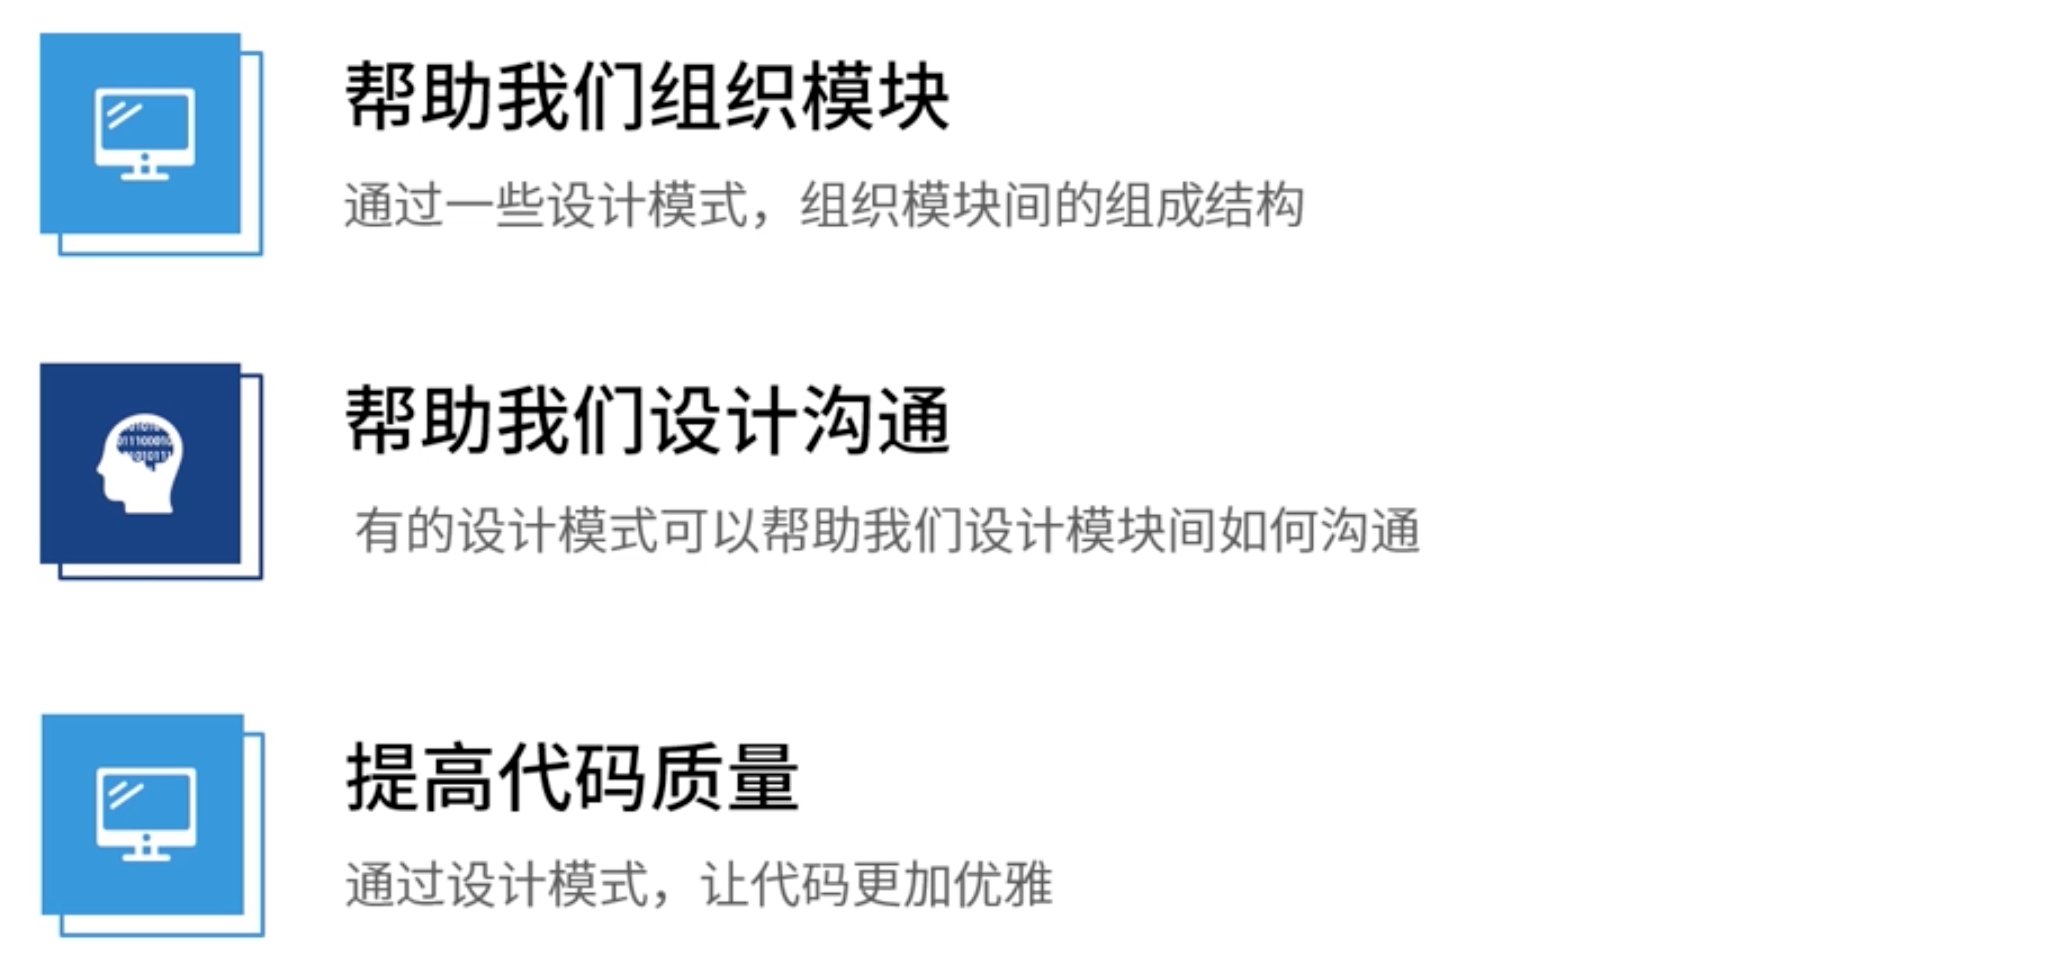 帮助我们组织模块
通过一些设计模式，组织模块间的组成结构
帮助我们设计沟通
有的设计模式可以帮助我们设计模块间如何沟通
提高代码质量
通过设计模式，让代码更加优雅